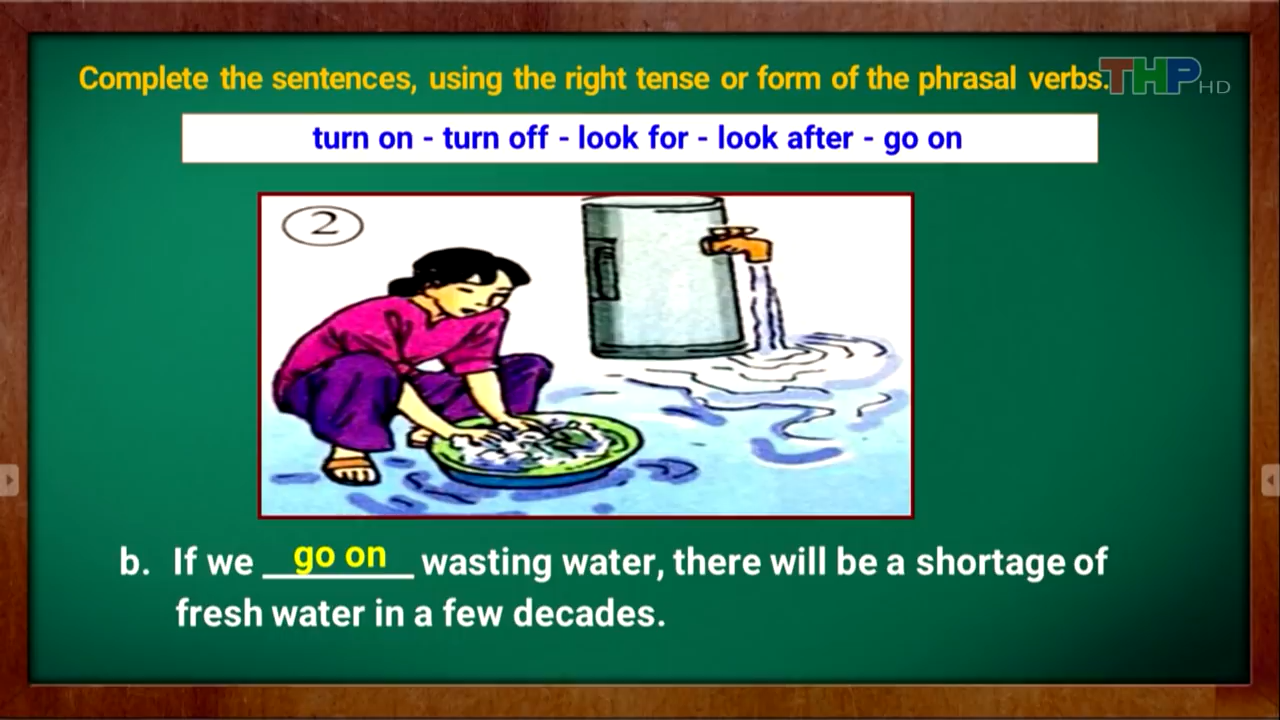 Complete the sentences, using the right tense or form of the phrasal verbs.
THP HD
turn on - turn off - look for - look after - go on
2
b. If we go on wasting water, there will be a shortage of
fresh water in a few decades.